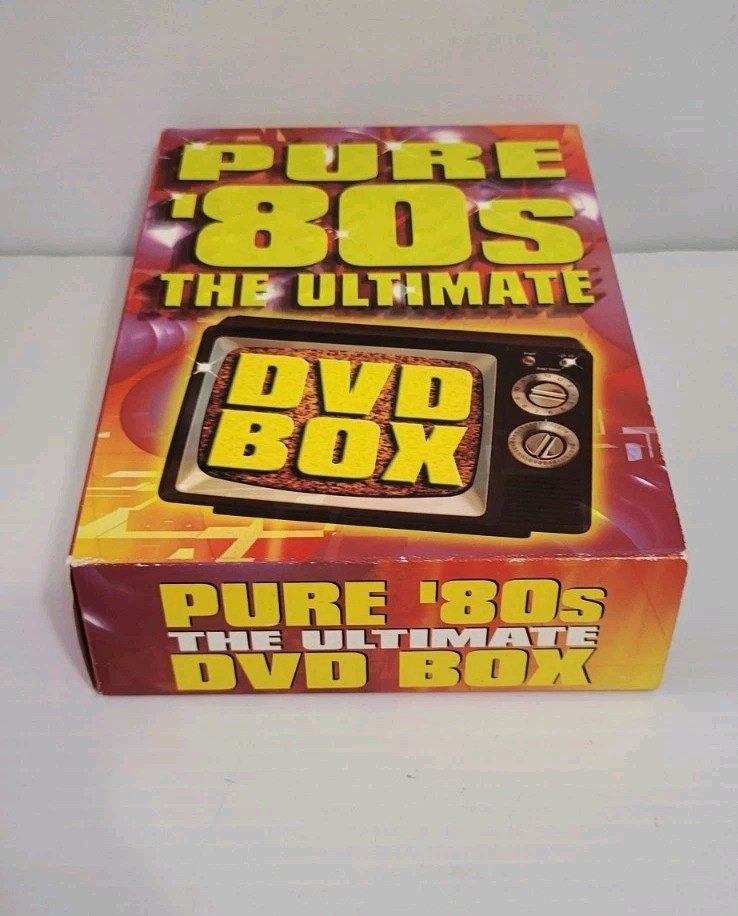 PURE
'80s
THE ULTIMATE
DVD
BOX
PURE '80s
THE ULTIMATE
DVD BOX